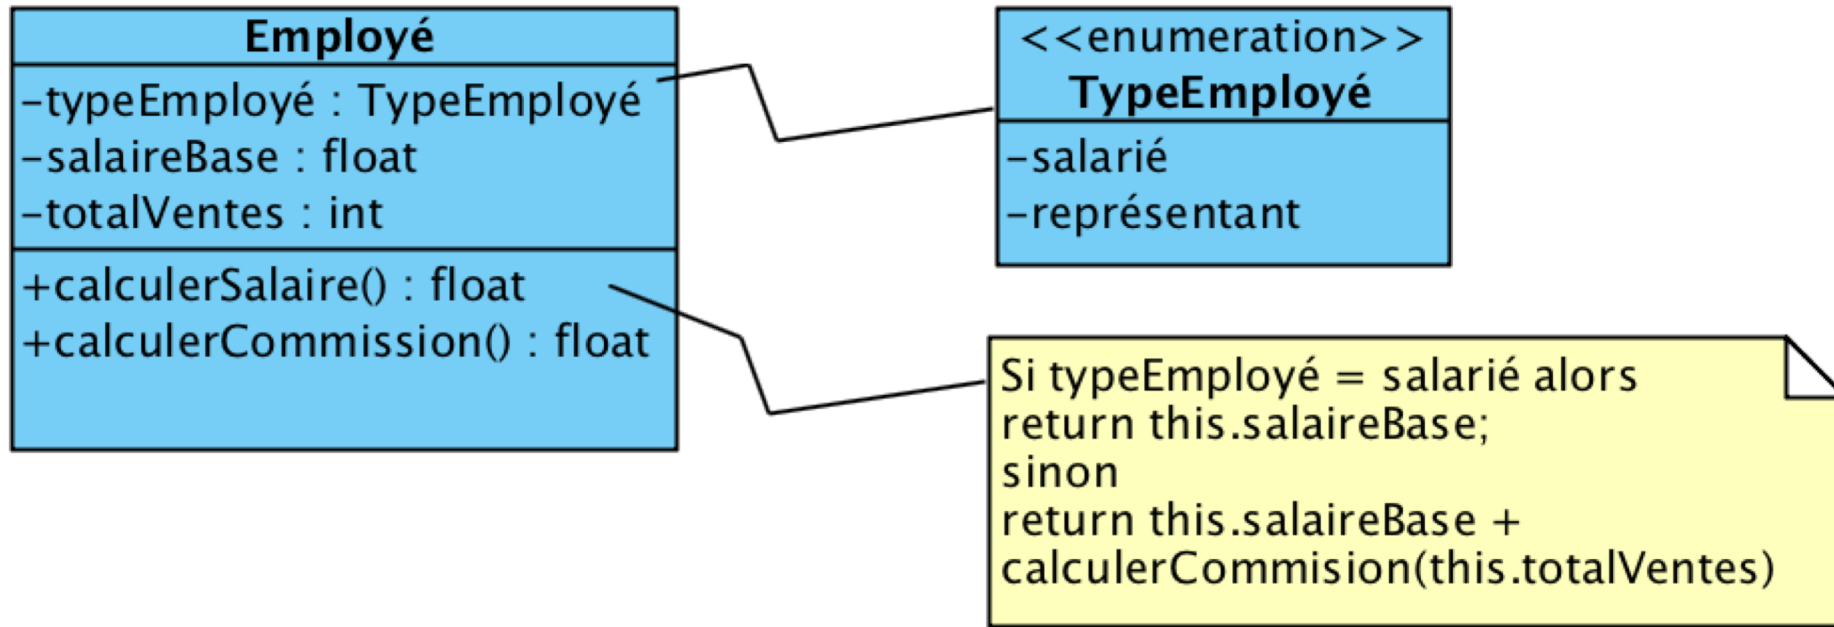 Employé
-typeEmployé : TypeEmployé
-salaireBase : float
-totalVentes : int
+calculerSalaire() : float
+calculerCommission() : float
<<enumeration>>
TypeEmployé
-salarié
-représentant
Si typeEmployé = salarié alors
return this.salaireBase;
sinon
return this.salaireBase +
calculerCommision(this.totalVentes)